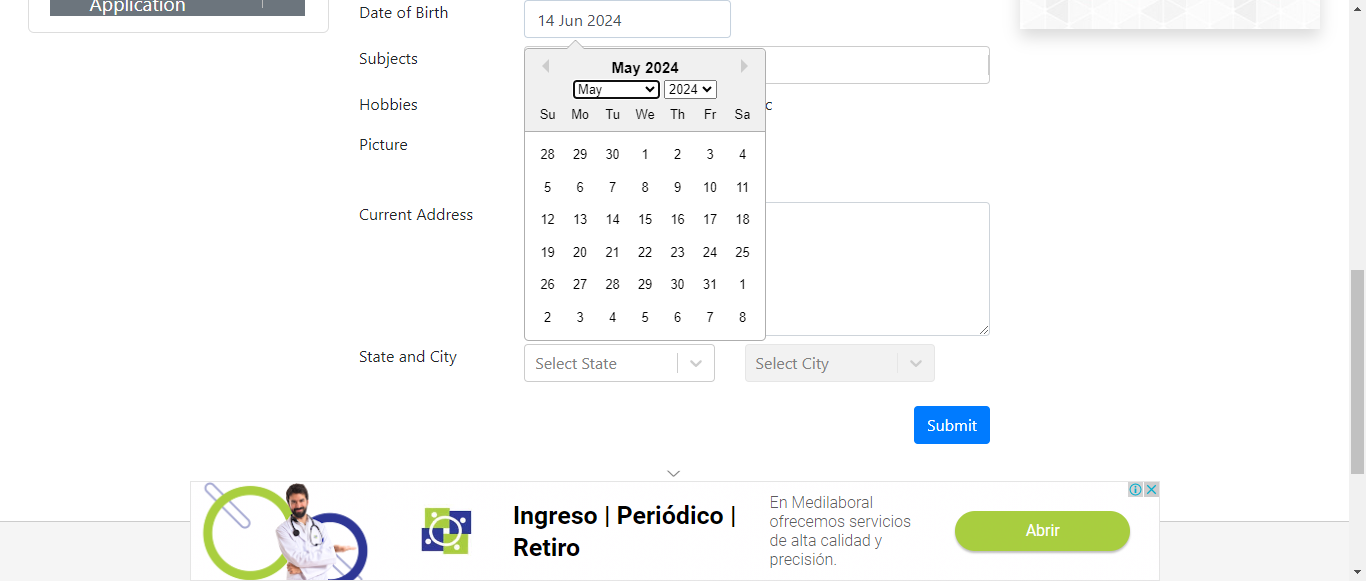 Application
Date of Birth
14 Jun 2024
Subjects
May 2024
May 2024
Hobbies
c
Su Mo Tu We Th Fr Sa
Picture
28 29 30 1 2 3 4
5 6 7 8 9 10 11
Current Address
12 13 14 15 16 17 18
19 20 21 22 23 24 25
26 27 28 29 30 31 1
2 3 4 5 6 7 8
State and City
Select State
Select City
Submit
Ingreso | Periódico |
Retiro
En Medilaboral
ofrecemos servicios
de alta calidad y
precisión.
Abrir